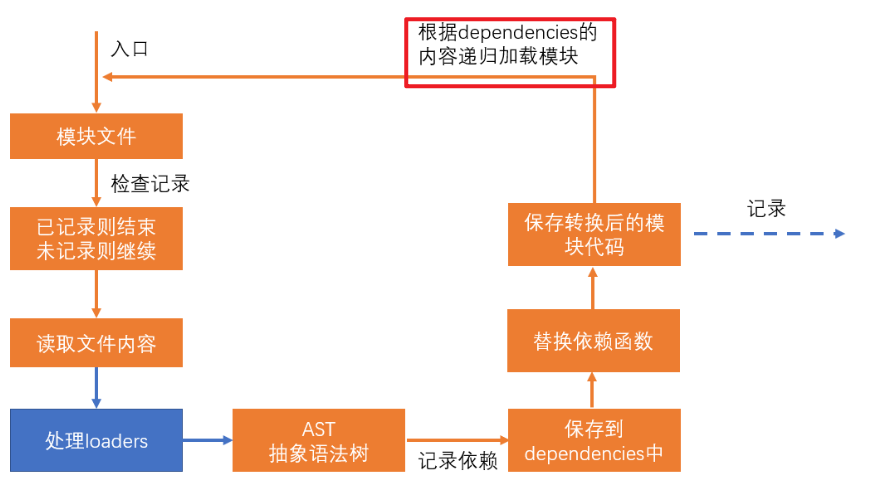 入口
根据dependencies的
内容递归加载模块
模块文件
检查记录
已记录则结束
未记录则继续
读取文件内容
处理loaders
AST
抽象语法树
记录依赖
保存到
dependencies中
替换依赖函数
保存转换后的模
块代码
记录